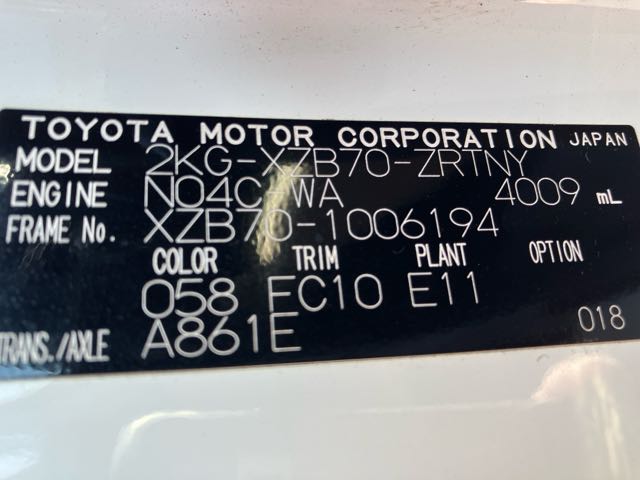 TOYOTA MOTOR CORPORATION JAPAN
MODEL 2KG-XZB70-ZRTNY
ENGINE N04C-WA 4009 mL
FRAME No. XZB70-1006194
COLOR TRIM PLANT OPTION
058 FC10 E11
TRANS./AXLE A861E 018